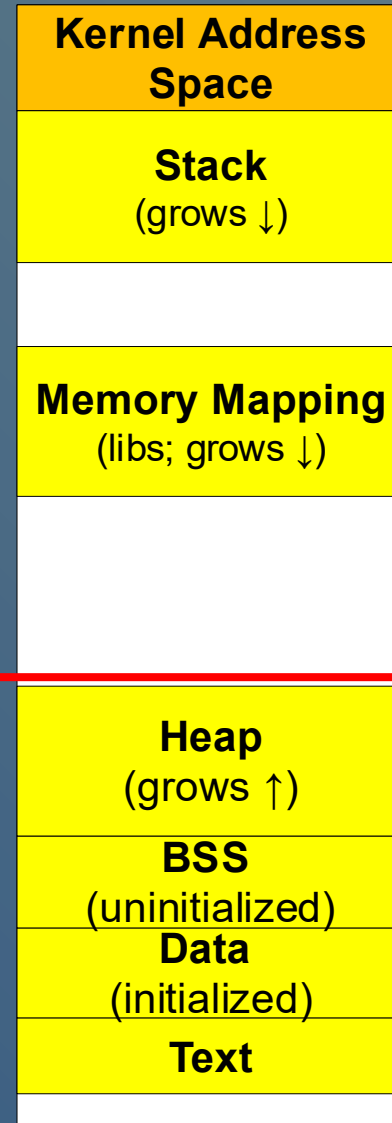 Kernel Address
Space
Stack
(grows ↓)
Memory Mapping
(libs; grows ↓)
Heap
(grows ↑)
BSS
(uninitialized)
Data
(initialized)
Text